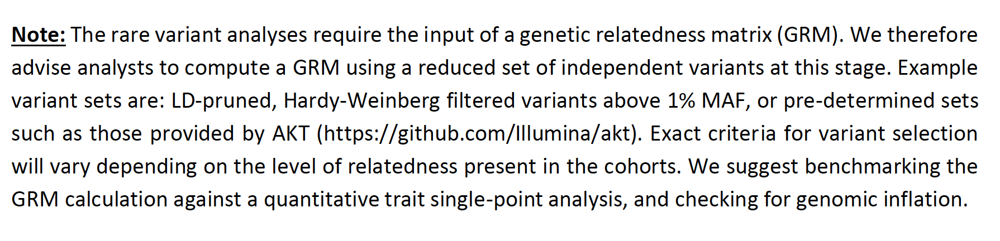 Note: The rare variant analyses require the input of a genetic relatedness matrix (GRM). We therefore
advise analysts to compute a GRM using a reduced set of independent variants at this stage. Example
variant sets are: LD-pruned, Hardy-Weinberg filtered variants above 1% MAF, or pre-determined sets
such as those provided by AKT (https://github.com/Illumina/akt). Exact criteria for variant selection
will vary depending on the level of relatedness present in the cohorts. We suggest benchmarking the
GRM calculation against a quantitative trait single-point analysis, and checking for genomic inflation.